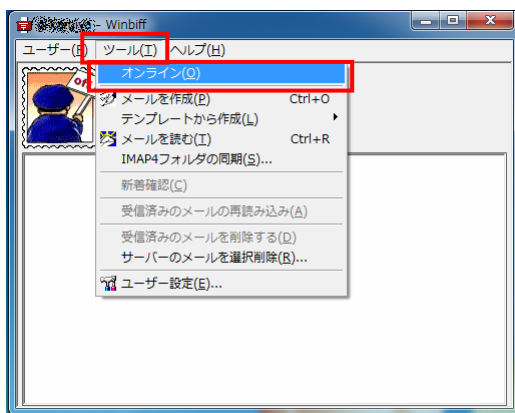 - Winbiff
ユーザー(F) ツール(T) ヘルプ(H)
オンライン(O)
メールを作成(P) Ctrl+O
テンプレートから作成(L)
メールを読む(T) Ctrl+R
IMAP4フォルダの同期(S)...
新着確認(C)
受信済みのメールの再読み込み(A)
受信済みのメールを削除する(D)
サーバーのメールを選択削除(R)...
ユーザー設定(E)...